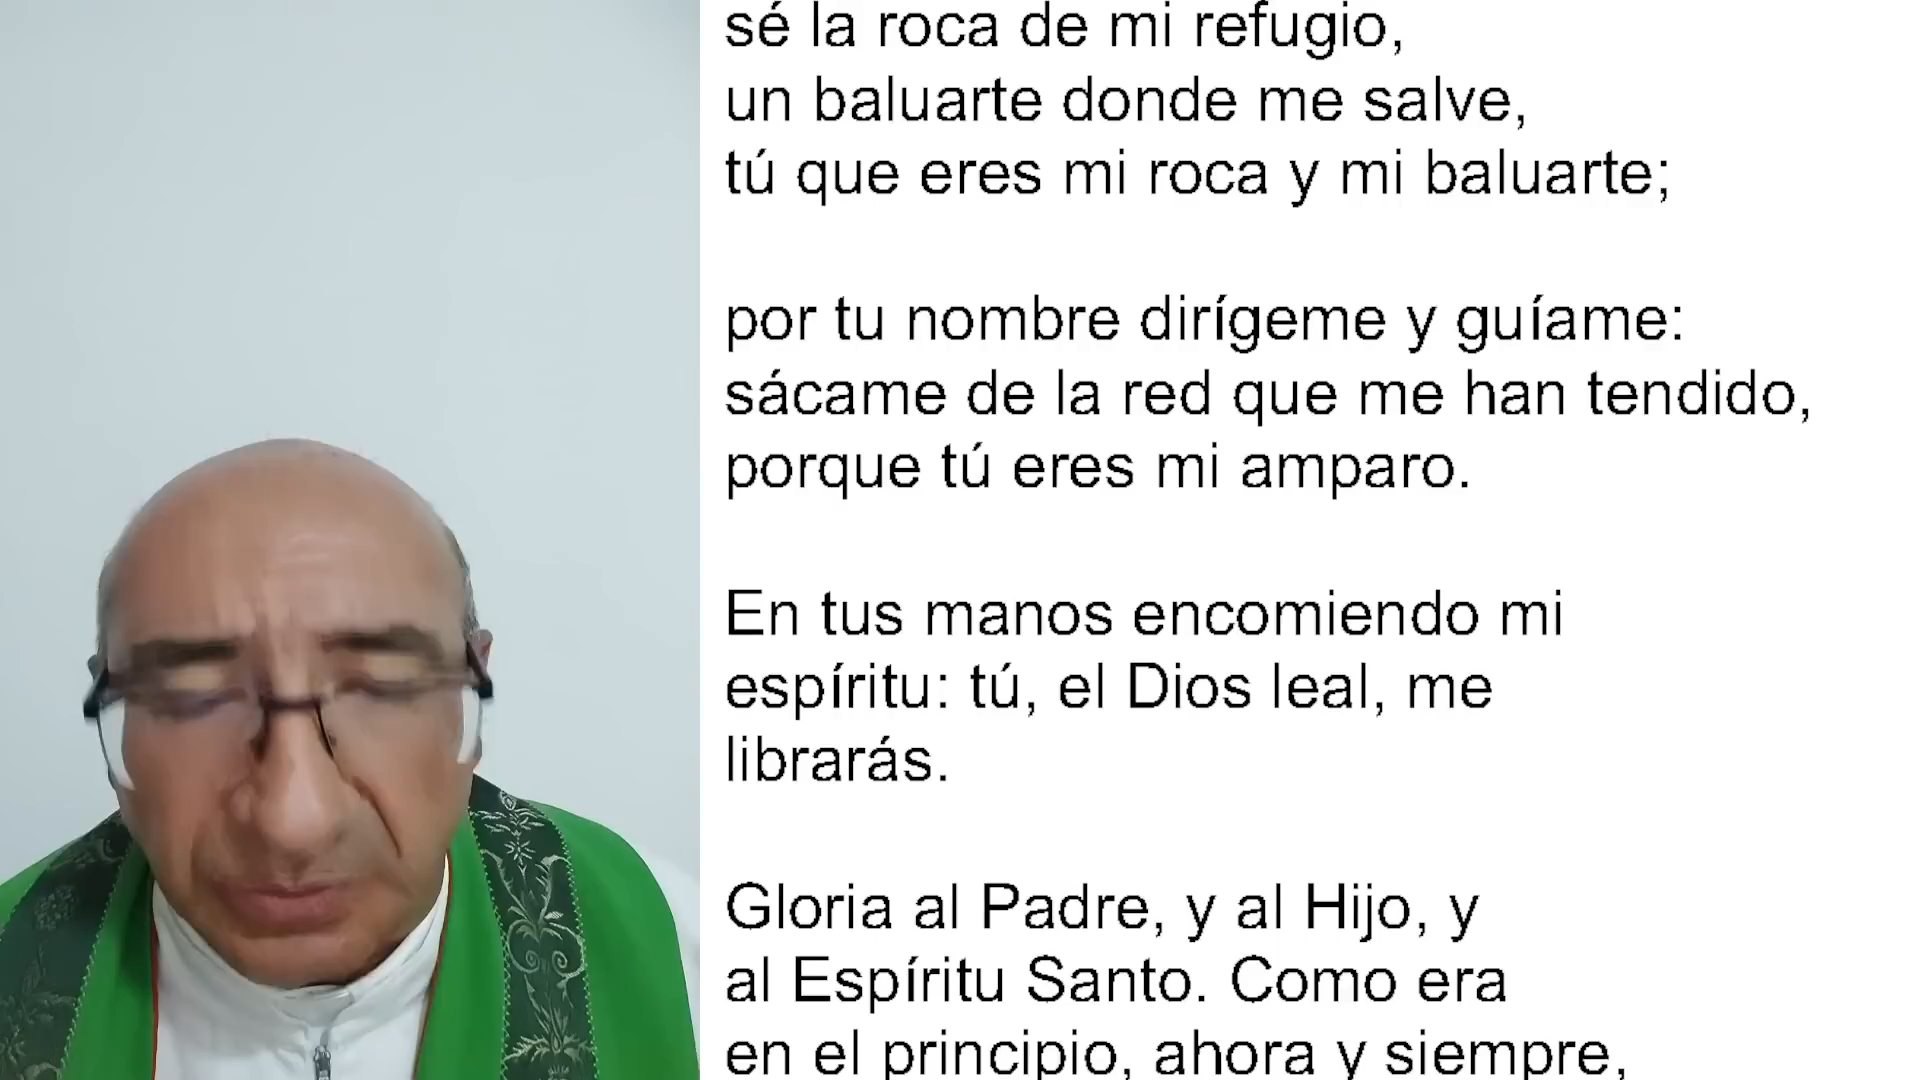 sé la roca de mi refugio,
un baluarte donde me salve,
tú que eres mi roca y mi baluarte;
por tu nombre dirígeme y guíame:
sácame de la red que me han tendido,
porque tú eres mi amparo.
En tus manos encomiendo mi
espíritu: tú, el Dios leal, me
librarás.
Gloria al Padre, y al Hijo, y
al Espíritu Santo. Como era
en el principio, ahora y siempre,